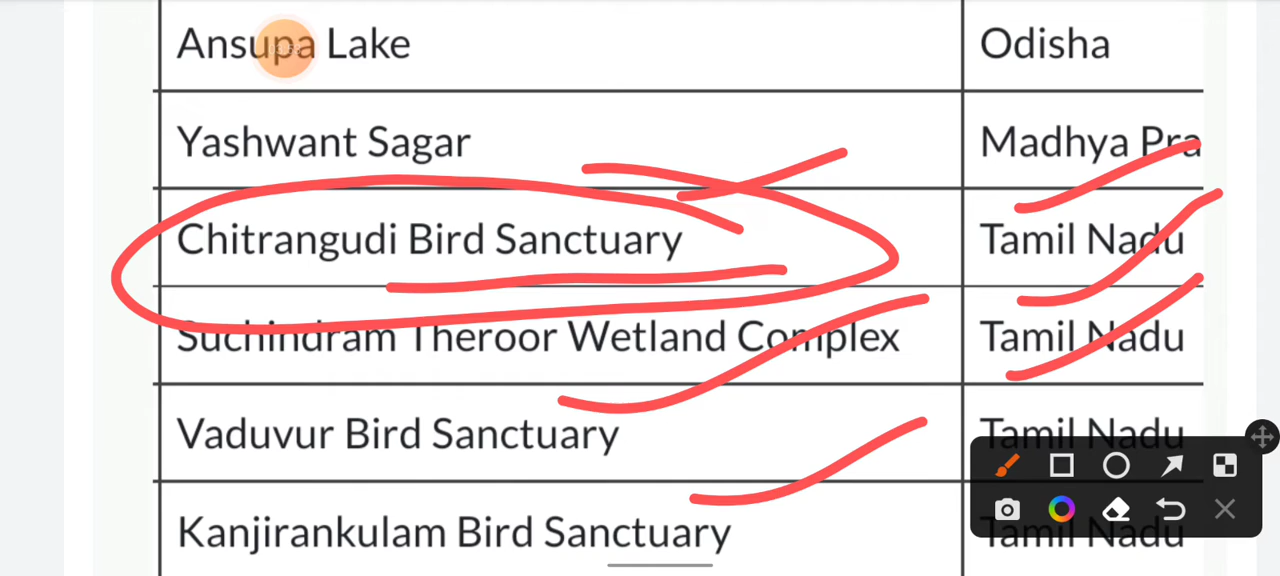 Ansupa Lake Odisha
Yashwant Sagar Madhya Pra
Chitrangudi Bird Sanctuary Tamil Nadu
Suchindram Theroor Wetland Complex Tamil Nadu
Vaduvur Bird Sanctuary Tamil Nadu
Kanjirankulam Bird Sanctuary Tamil Nadu